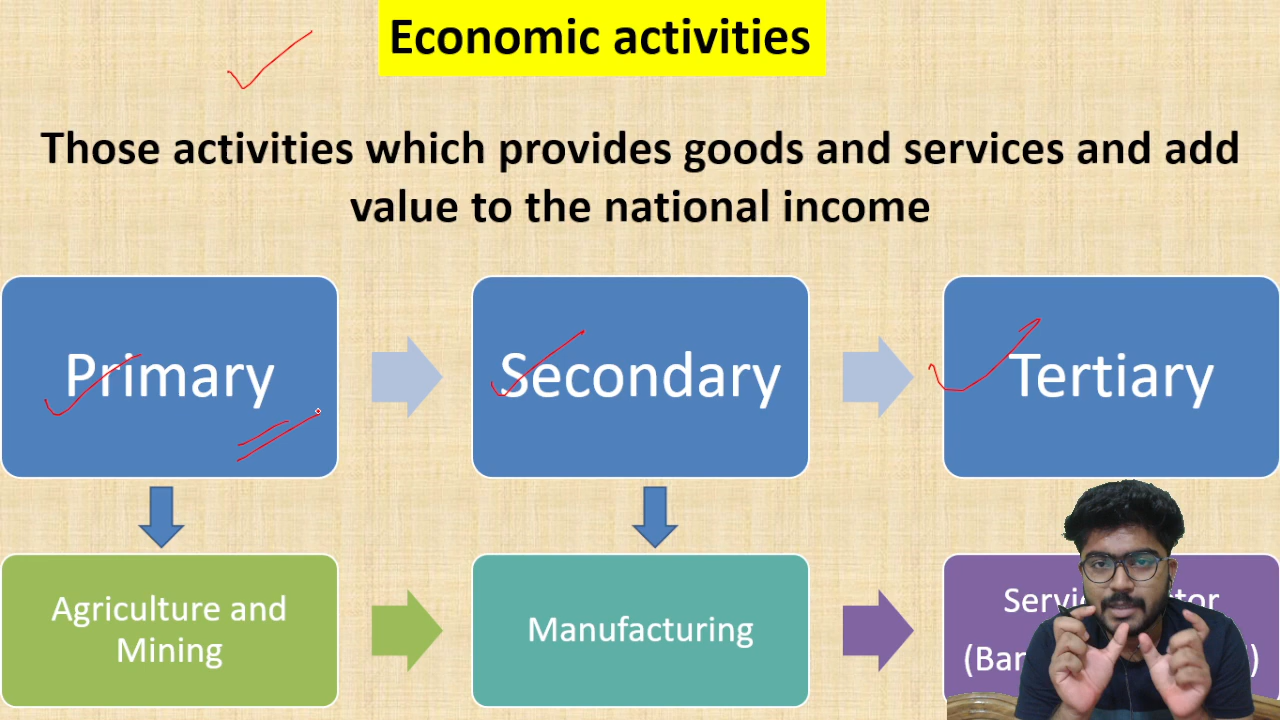 Economic activities
Those activities which provides goods and services and add
value to the national income
Primary
Secondary
Tertiary
Agriculture and
Mining
Manufacturing